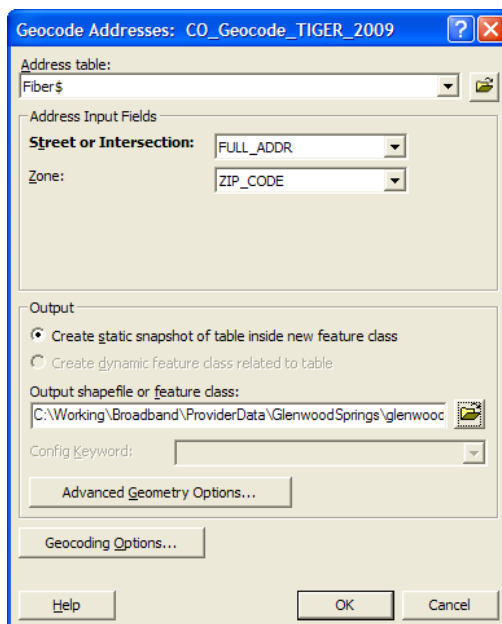 Geocode Addresses: CO_Geocode_TIGER_2009
Address table:
Fiber$
Address Input Fields
Street or Intersection: FULL_ADDR
Zone: ZIP_CODE
Output
Create static snapshot of table inside new feature class
Create dynamic feature class related to table
Output shapefile or feature class:
C:\Working\Broadband\ProviderData\GlenwoodSprings\glenwood
Config Keyword:
Advanced Geometry Options...
Geocoding Options...
Help OK Cancel